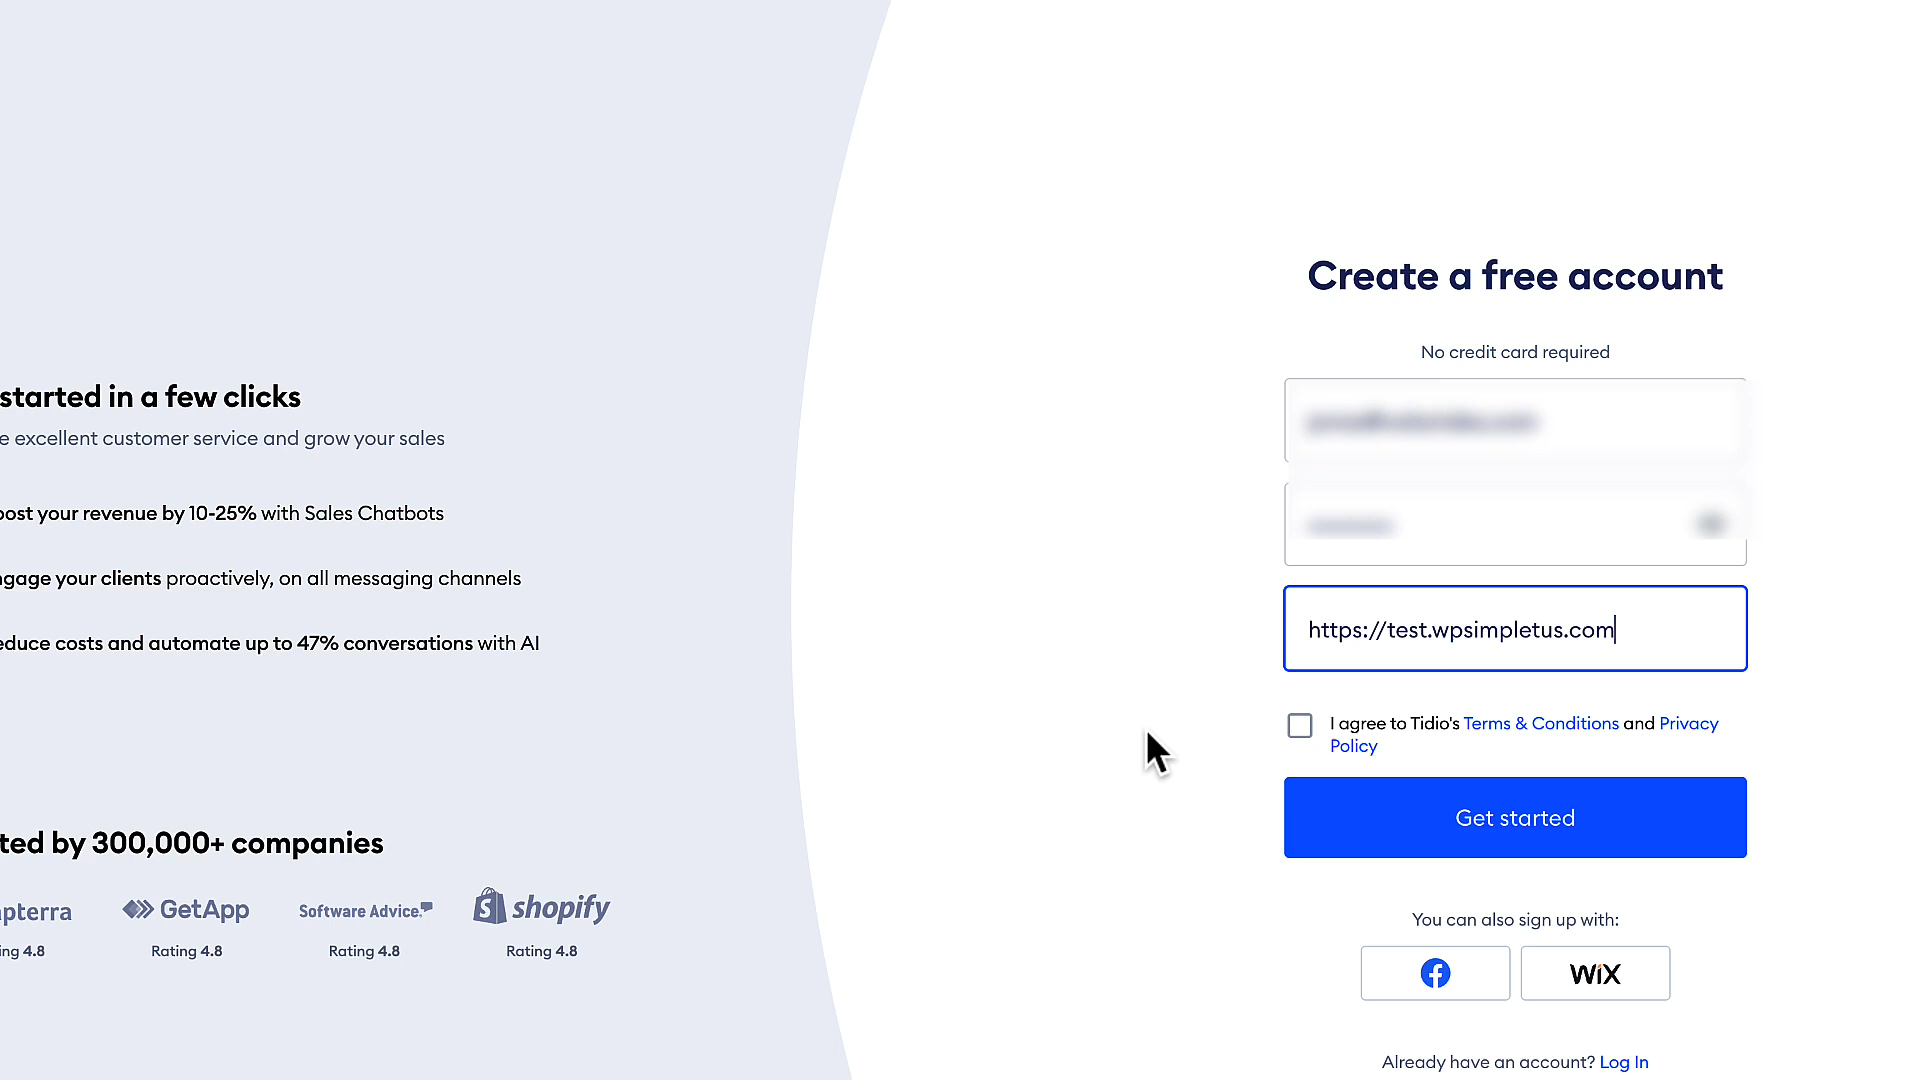 started in a few clicks
e excellent customer service and grow your sales
oost your revenue by 10-25% with Sales Chatbots
ngage your clients proactively, on all messaging channels
educe costs and automate up to 47% conversations with AI
ted by 300,000+ companies
apterra
GetApp
Software Advice.
shopify
ing 4.8
Rating 4.8
Rating 4.8
Rating 4.8
Create a free account
No credit card required
https://test.wpsimpletus.com
I agree to Tidio's Terms & Conditions and Privacy
Policy
Get started
You can also sign up with:
WiX
Already have an account? Log In